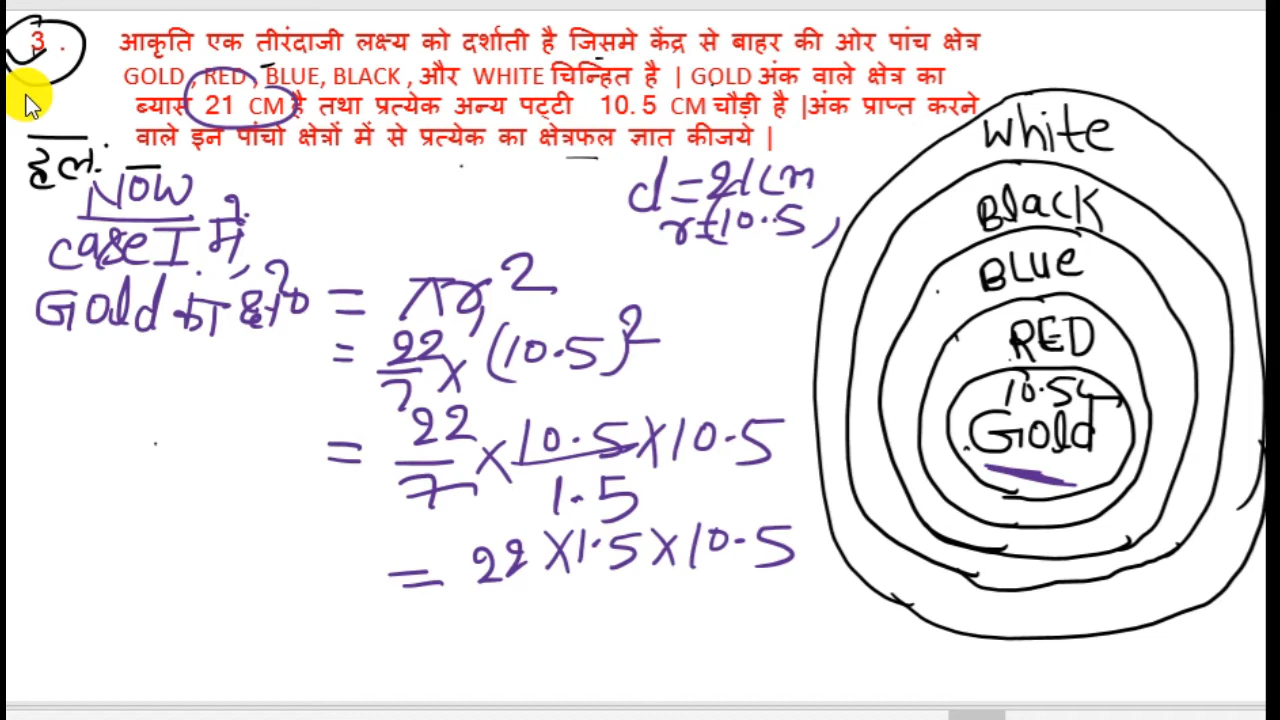 3 . आकृति एक तीरंदाजी लक्ष्य को दर्शाती है जिसमे केंद्र से बाहर की ओर पांच क्षेत्र
GOLD, RED , BLUE, BLACK , और WHITE चिन्हित है | GOLD अंक वाले क्षेत्र का
ब्यास 21 CM है तथा प्रत्येक अन्य पट्टी 10. 5 CM चौड़ी है |अंक प्राप्त करने
वाले इन पांचो क्षेत्रों में से प्रत्येक का क्षेत्रफल ज्ञात कीजये |
हल:
NOW
case I में,
Gold का क्षे०
= πr₁²
= 22/7 × (10.5)²
= 22/7 × 10.5 × 10.5
1.5
= 22 × 1.5 × 10.5
d = 21 cm
r = 10.5,
White
Black
BLUE
RED
10.5
Gold